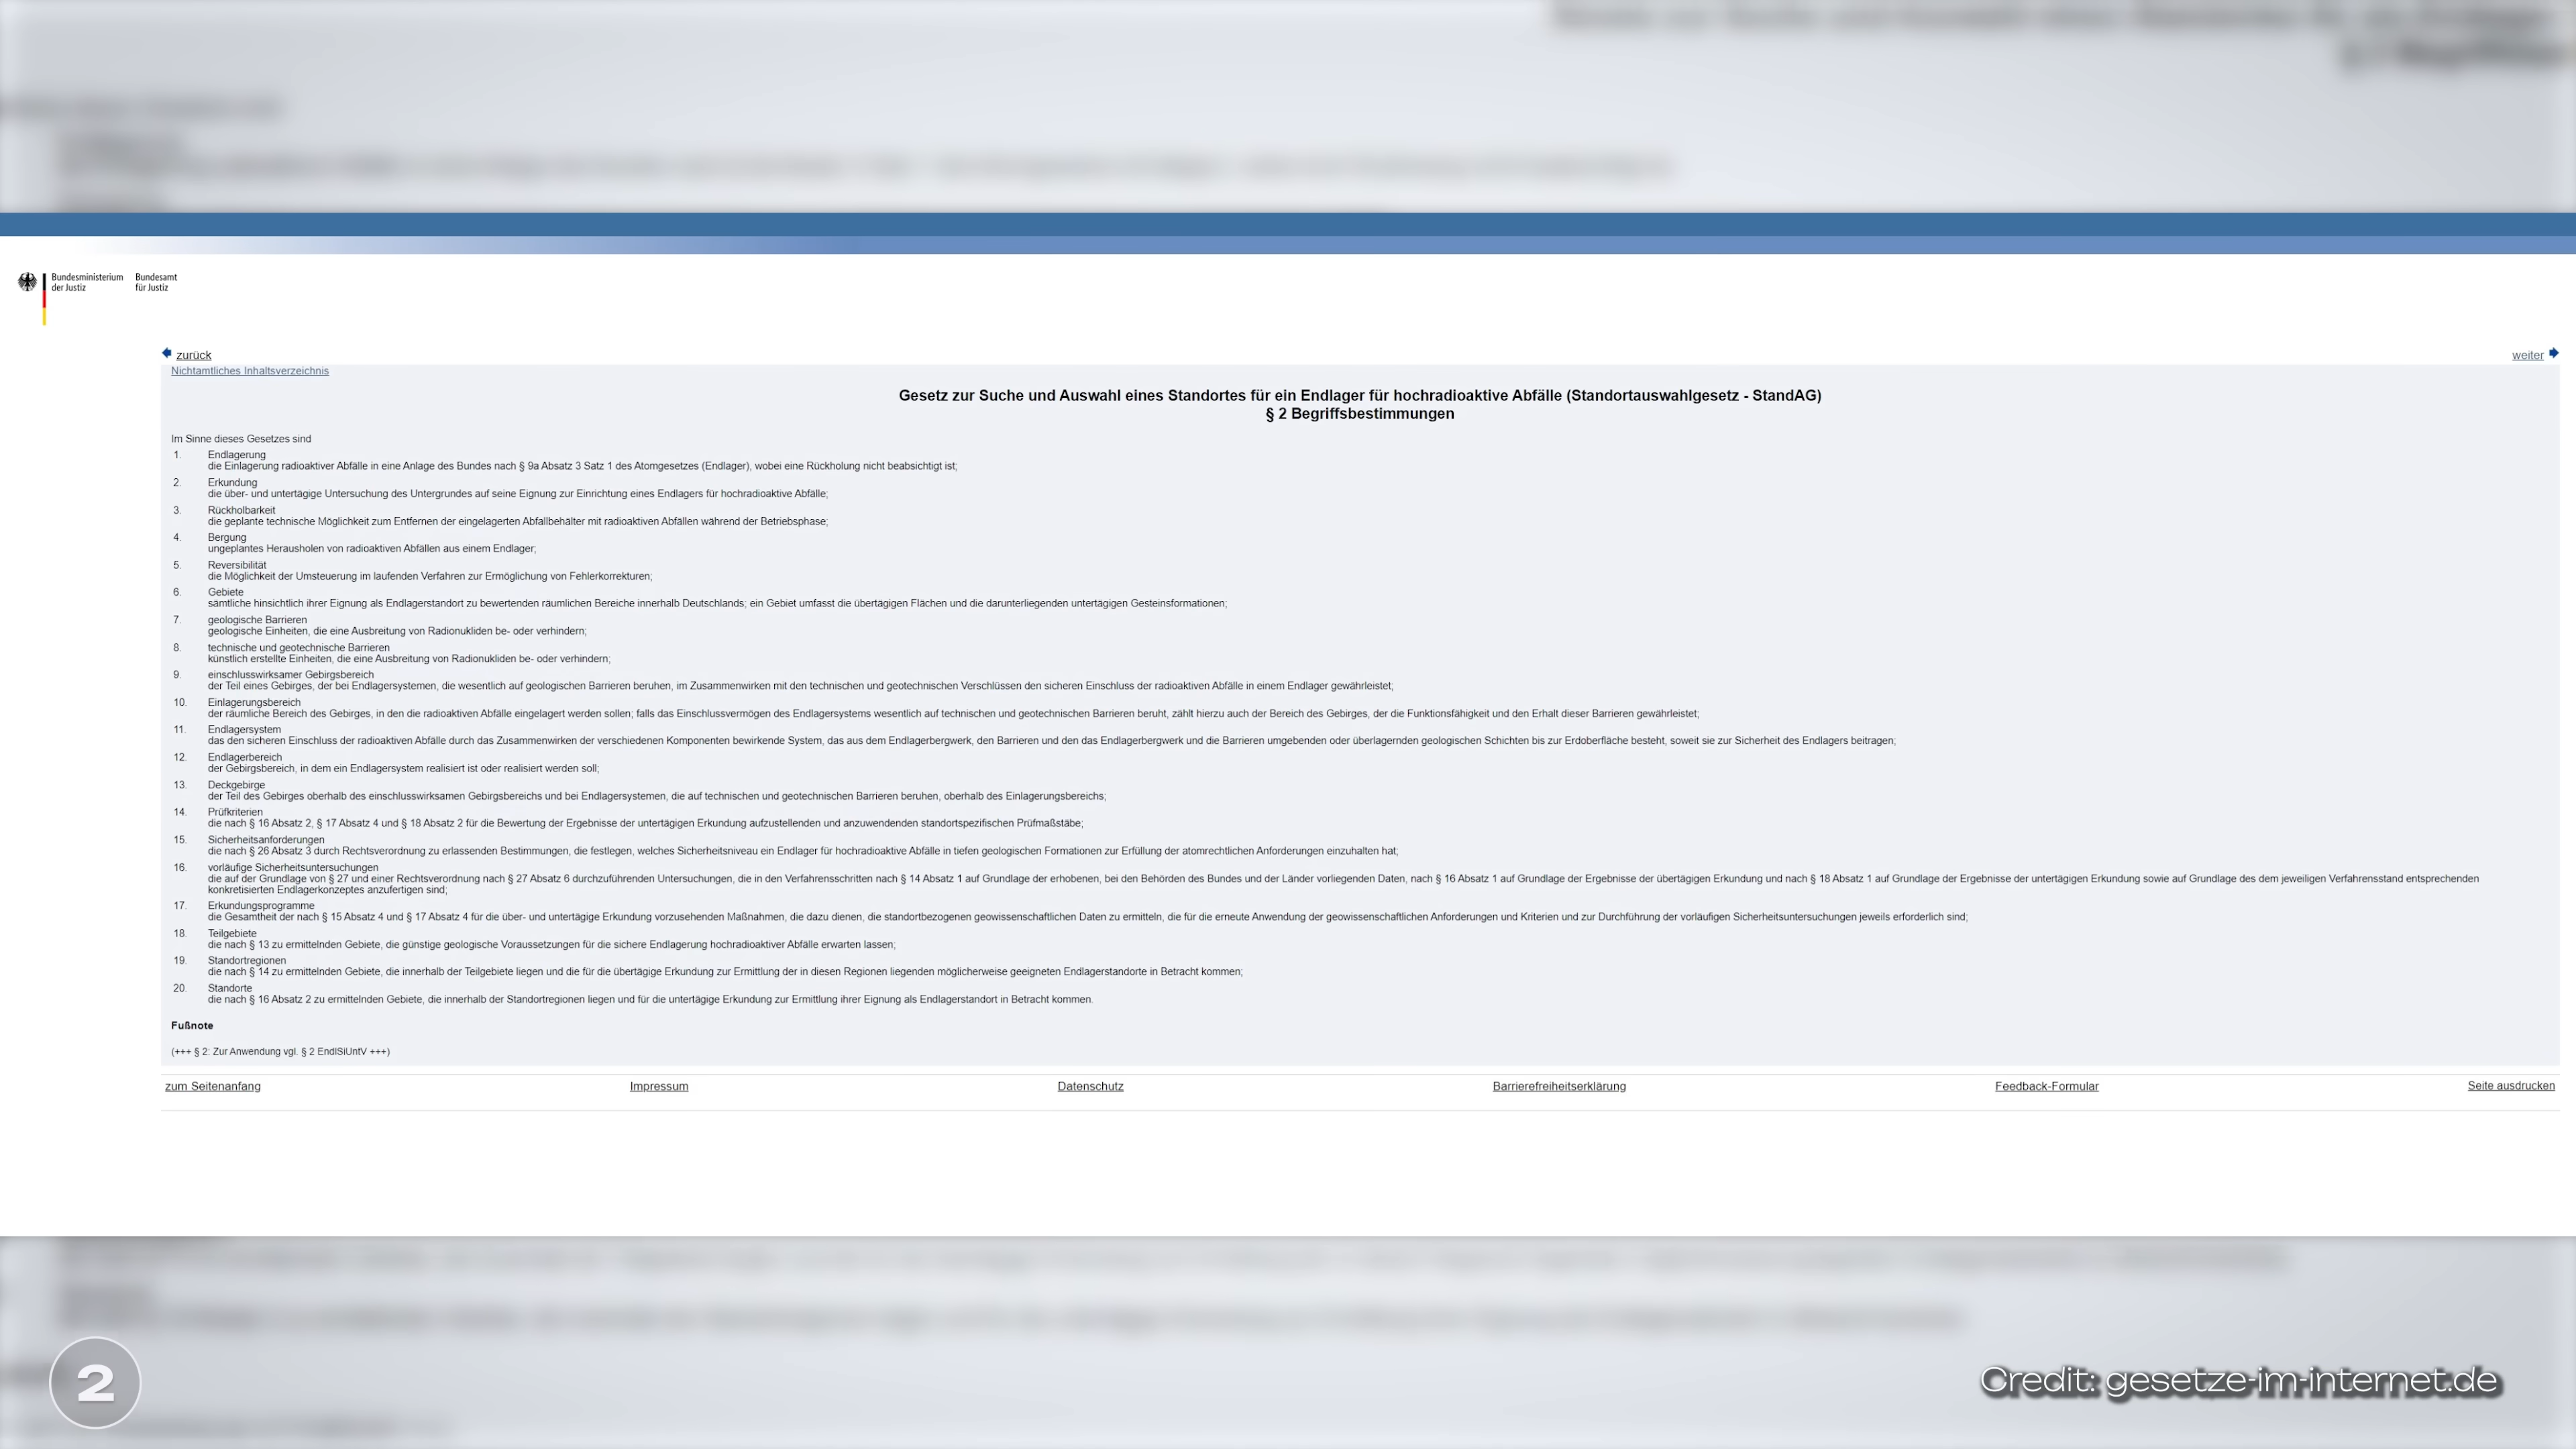 Bundesministerium
der Justiz
Bundesamt
für Justiz
zurück
weiter
Nichtamtliches Inhaltsverzeichnis
Gesetz zur Suche und Auswahl eines Standortes für ein Endlager für hochradioaktive Abfälle (Standortauswahlgesetz - StandAG)
§ 2 Begriffsbestimmungen
Im Sinne dieses Gesetzes sind
1. Endlagerung
die Einlagerung radioaktiver Abfälle in eine Anlage des Bundes nach § 9a Absatz 3 Satz 1 des Atomgesetzes (Endlager), wobei eine Rückholung nicht beabsichtigt ist;
2. Erkundung
die über- und untertägige Untersuchung des Untergrundes auf seine Eignung zur Einrichtung eines Endlagers für hochradioaktive Abfälle;
3. Rückholbarkeit
die geplante technische Möglichkeit zum Entfernen der eingelagerten Abfallbehälter mit radioaktiven Abfällen während der Betriebsphase;
4. Bergung
ungeplantes Herausholen von radioaktiven Abfällen aus einem Endlager;
5. Reversibilität
die Möglichkeit der Umsteuerung im laufenden Verfahren zur Ermöglichung von Fehlerkorrekturen;
6. Gebiete
sämtliche hinsichtlich ihrer Eignung als Endlagerstandort zu bewertenden räumlichen Bereiche innerhalb Deutschlands; ein Gebiet umfasst die übertägigen Flächen und die darunterliegenden untertägigen Gesteinsformationen;
7. geologische Barrieren
geologische Einheiten, die eine Ausbreitung von Radionukliden be- oder verhindern;
8. technische und geotechnische Barrieren
künstlich erstellte Einheiten, die eine Ausbreitung von Radionukliden be- oder verhindern;
9. einschlusswirksamer Gebirgsbereich
der Teil eines Gebirges, der bei Endlagersystemen, die wesentlich auf geologischen Barrieren beruhen, im Zusammenwirken mit den technischen und geotechnischen Verschlüssen den sicheren Einschluss der radioaktiven Abfälle in einem Endlager gewährleistet;
10. Einlagerungsbereich
der räumliche Bereich des Gebirges, in den die radioaktiven Abfälle eingelagert werden sollen; falls das Einschlussvermögen des Endlagersystems wesentlich auf technischen und geotechnischen Barrieren beruht, zählt hierzu auch der Bereich des Gebirges, der die Funktionsfähigkeit und den Erhalt dieser Barrieren gewährleistet;
11. Endlagersystem
das den sicheren Einschluss der radioaktiven Abfälle durch das Zusammenwirken der verschiedenen Komponenten bewirkende System, das aus dem Endlagerbergwerk, den Barrieren und den das Endlagerbergwerk und die Barrieren umgebenden oder überlagernden geologischen Schichten bis zur Erdoberfläche besteht, soweit sie zur Sicherheit des Endlagers beitragen;
12. Endlagerbereich
der Gebirgsbereich, in dem ein Endlagersystem realisiert ist oder realisiert werden soll;
13. Deckgebirge
der Teil des Gebirges oberhalb des einschlusswirksamen Gebirgsbereichs und bei Endlagersystemen, die auf technischen und geotechnischen Barrieren beruhen, oberhalb des Einlagerungsbereichs;
14. Prüfkriterien
die nach § 16 Absatz 2, § 17 Absatz 4 und § 18 Absatz 2 für die Bewertung der Ergebnisse der untertägigen Erkundung aufzustellenden und anzuwendenden standortspezifischen Prüfmaßstäbe;
15. Sicherheitsanforderungen
die nach § 26 Absatz 3 durch Rechtsverordnung zu erlassenden Bestimmungen, die festlegen, welches Sicherheitsniveau ein Endlager für hochradioaktive Abfälle in tiefen geologischen Formationen zur Erfüllung der atomrechtlichen Anforderungen einzuhalten hat;
16. vorläufige Sicherheitsuntersuchungen
die auf der Grundlage von § 27 und einer Rechtsverordnung nach § 27 Absatz 6 durchzuführenden Untersuchungen, die in den Verfahrensschritten nach § 14 Absatz 1 auf Grundlage der erhobenen, bei den Behörden des Bundes und der Länder vorliegenden Daten, nach § 16 Absatz 1 auf Grundlage der Ergebnisse der übertägigen Erkundung und nach § 18 Absatz 1 auf Grundlage der Ergebnisse der untertägigen Erkundung sowie auf Grundlage des dem jeweiligen Verfahrensstand entsprechenden
konkretisierten Endlagerkonzeptes anzufertigen sind;
17. Erkundungsprogramme
die Gesamtheit der nach § 15 Absatz 4 und § 17 Absatz 4 für die über- und untertägige Erkundung vorzusehenden Maßnahmen, die dazu dienen, die standortbezogenen geowissenschaftlichen Daten zu ermitteln, die für die erneute Anwendung der geowissenschaftlichen Anforderungen und Kriterien und zur Durchführung der vorläufigen Sicherheitsuntersuchungen jeweils erforderlich sind;
18. Teilgebiete
die nach § 13 zu ermittelnden Gebiete, die günstige geologische Voraussetzungen für die sichere Endlagerung hochradioaktiver Abfälle erwarten lassen;
19. Standortregionen
die nach § 14 zu ermittelnden Gebiete, die innerhalb der Teilgebiete liegen und die für die übertägige Erkundung zur Ermittlung der in diesen Regionen liegenden möglicherweise geeigneten Endlagerstandorte in Betracht kommen;
20. Standorte
die nach § 16 Absatz 2 zu ermittelnden Gebiete, die innerhalb der Standortregionen liegen und für die untertägige Erkundung zur Ermittlung ihrer Eignung als Endlagerstandort in Betracht kommen.
Fußnote
(+++ § 2: Zur Anwendung vgl. § 2 EndlSiUntV +++)
zum Seitenanfang
Impressum
Datenschutz
Barrierefreiheitserklärung
Feedback-Formular
Seite ausdrucken
2
Credit: gesetze-im-internet.de